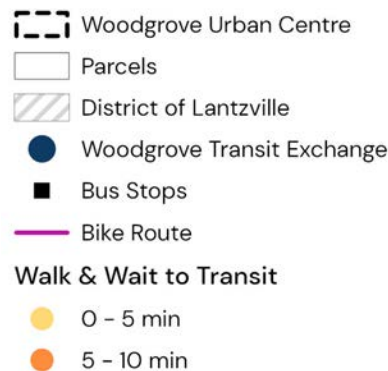 Woodgrove Urban Centre
Parcels
District of Lantzville
Woodgrove Transit Exchange
Bus Stops
Bike Route
Walk & Wait to Transit
0 - 5 min
5 - 10 min